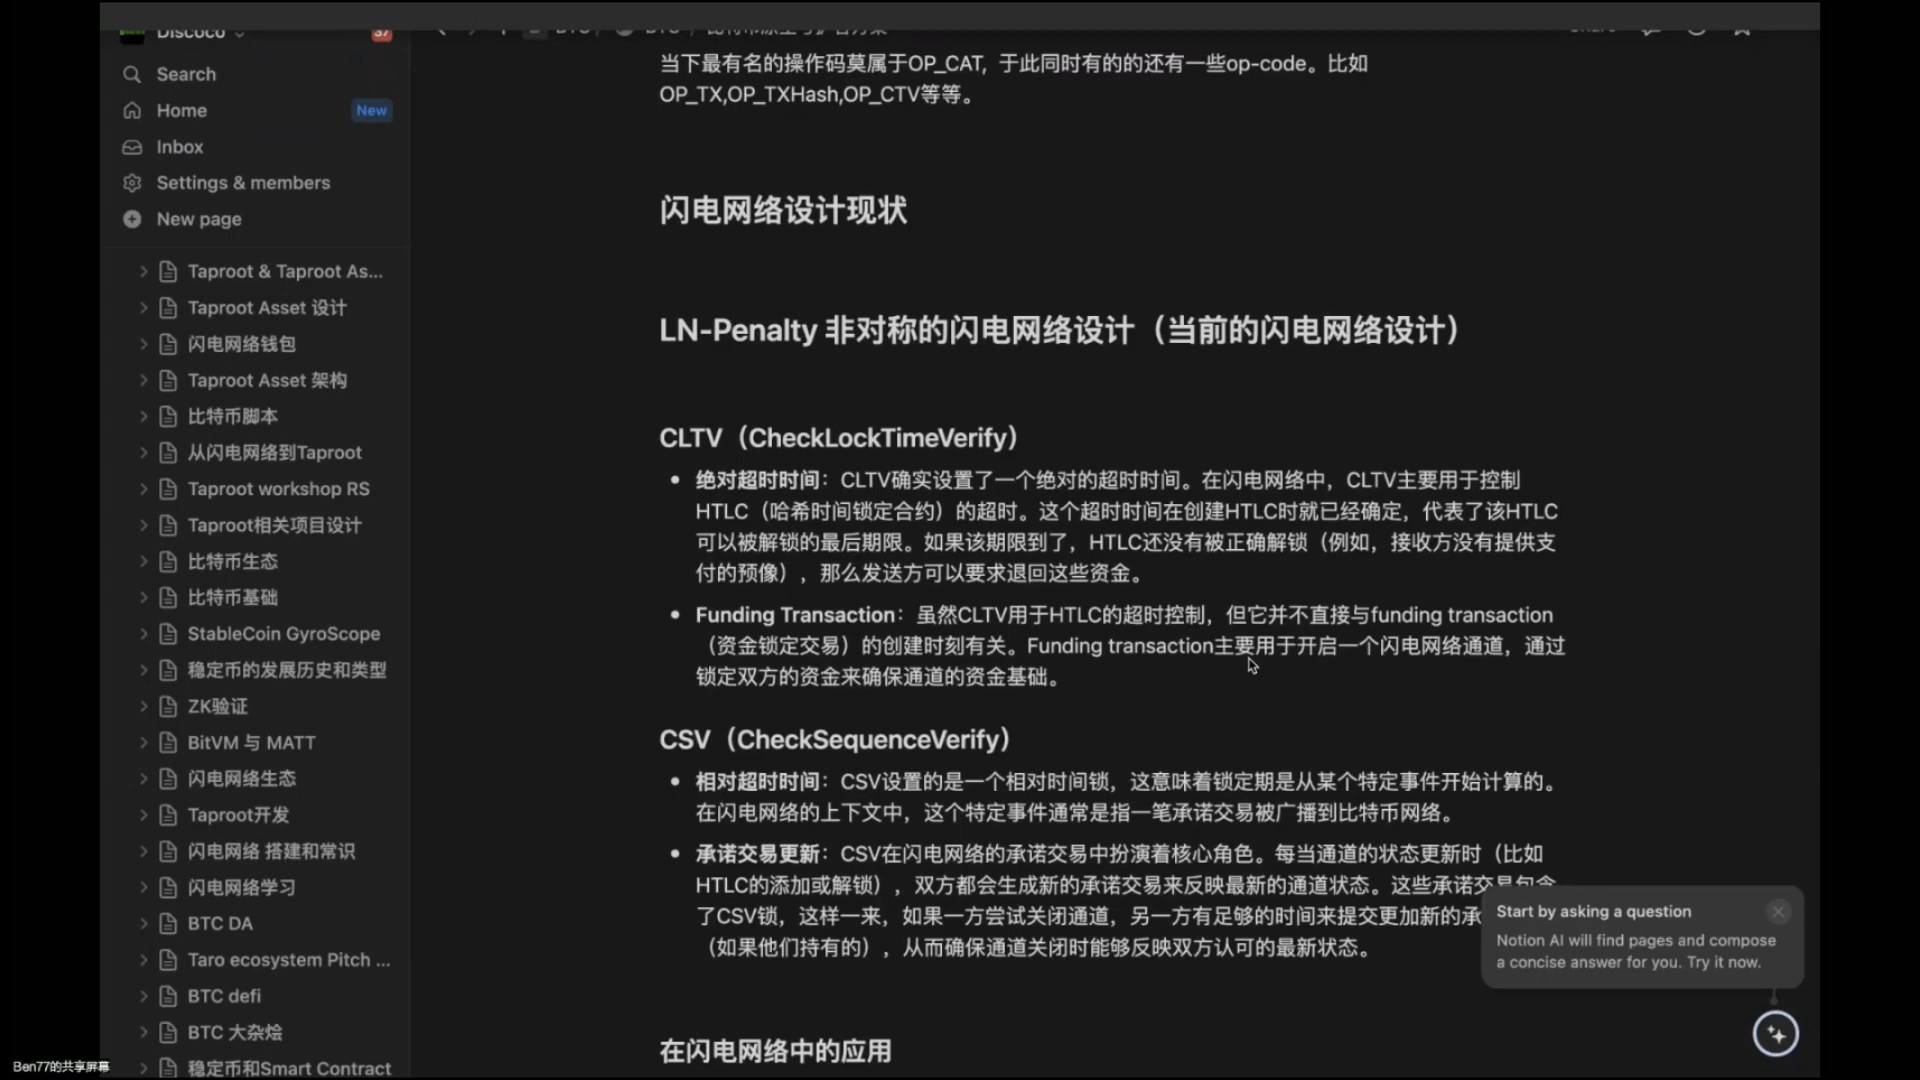 Discoco
37
Search
Home
New
Inbox
Settings & members
New page
Taproot & Taproot As...
Taproot Asset 设计
闪电网络钱包
Taproot Asset 架构
比特币脚本
从闪电网络到Taproot
Taproot workshop RS
Taproot相关项目设计
比特币生态
比特币基础
StableCoin GyroScope
稳定币的发展历史和类型
ZK验证
BitVM 与 MATT
闪电网络生态
Taproot开发
闪电网络 搭建和常识
闪电网络学习
BTC DA
Taro ecosystem Pitch ...
BTC defi
BTC 大杂烩
稳定币和Smart Contract
当下最有名的操作码莫属于OP_CAT，于此同时有的的还有一些op-code。比如
OP_TX,OP_TXHash,OP_CTV等等。
闪电网络设计现状
LN-Penalty 非对称的闪电网络设计（当前的闪电网络设计）
CLTV（CheckLockTimeVerify）
绝对超时时间：CLTV确实设置了一个绝对的超时时间。在闪电网络中，CLTV主要用于控制
HTLC（哈希时间锁定合约）的超时。这个超时时间在创建HTLC时就已经确定，代表了该HTLC
可以被解锁的最后期限。如果该期限到了，HTLC还没有被正确解锁（例如，接收方没有提供支
付的预像），那么发送方可以要求退回这些资金。
Funding Transaction：虽然CLTV用于HTLC的超时控制，但它并不直接与funding transaction
（资金锁定交易）的创建时刻有关。Funding transaction主要用于开启一个闪电网络通道，通过
锁定双方的资金来确保通道的资金基础。
CSV（CheckSequenceVerify）
相对超时时间：CSV设置的是一个相对时间锁，这意味着锁定期是从某个特定事件开始计算的。
在闪电网络的上下文中，这个特定事件通常是指一笔承诺交易被广播到比特币网络。
承诺交易更新：CSV在闪电网络的承诺交易中扮演着核心角色。每当通道的状态更新时（比如
HTLC的添加或解锁），双方都会生成新的承诺交易来反映最新的通道状态。这些承诺交易包含
了CSV锁，这样一来，如果一方尝试关闭通道，另一方有足够的时间来提交更加新的承
（如果他们持有的），从而确保通道关闭时能够反映双方认可的最新状态。
在闪电网络中的应用
Start by asking a question
Notion AI will find pages and compose
a concise answer for you. Try it now.
Ben77的共享屏幕